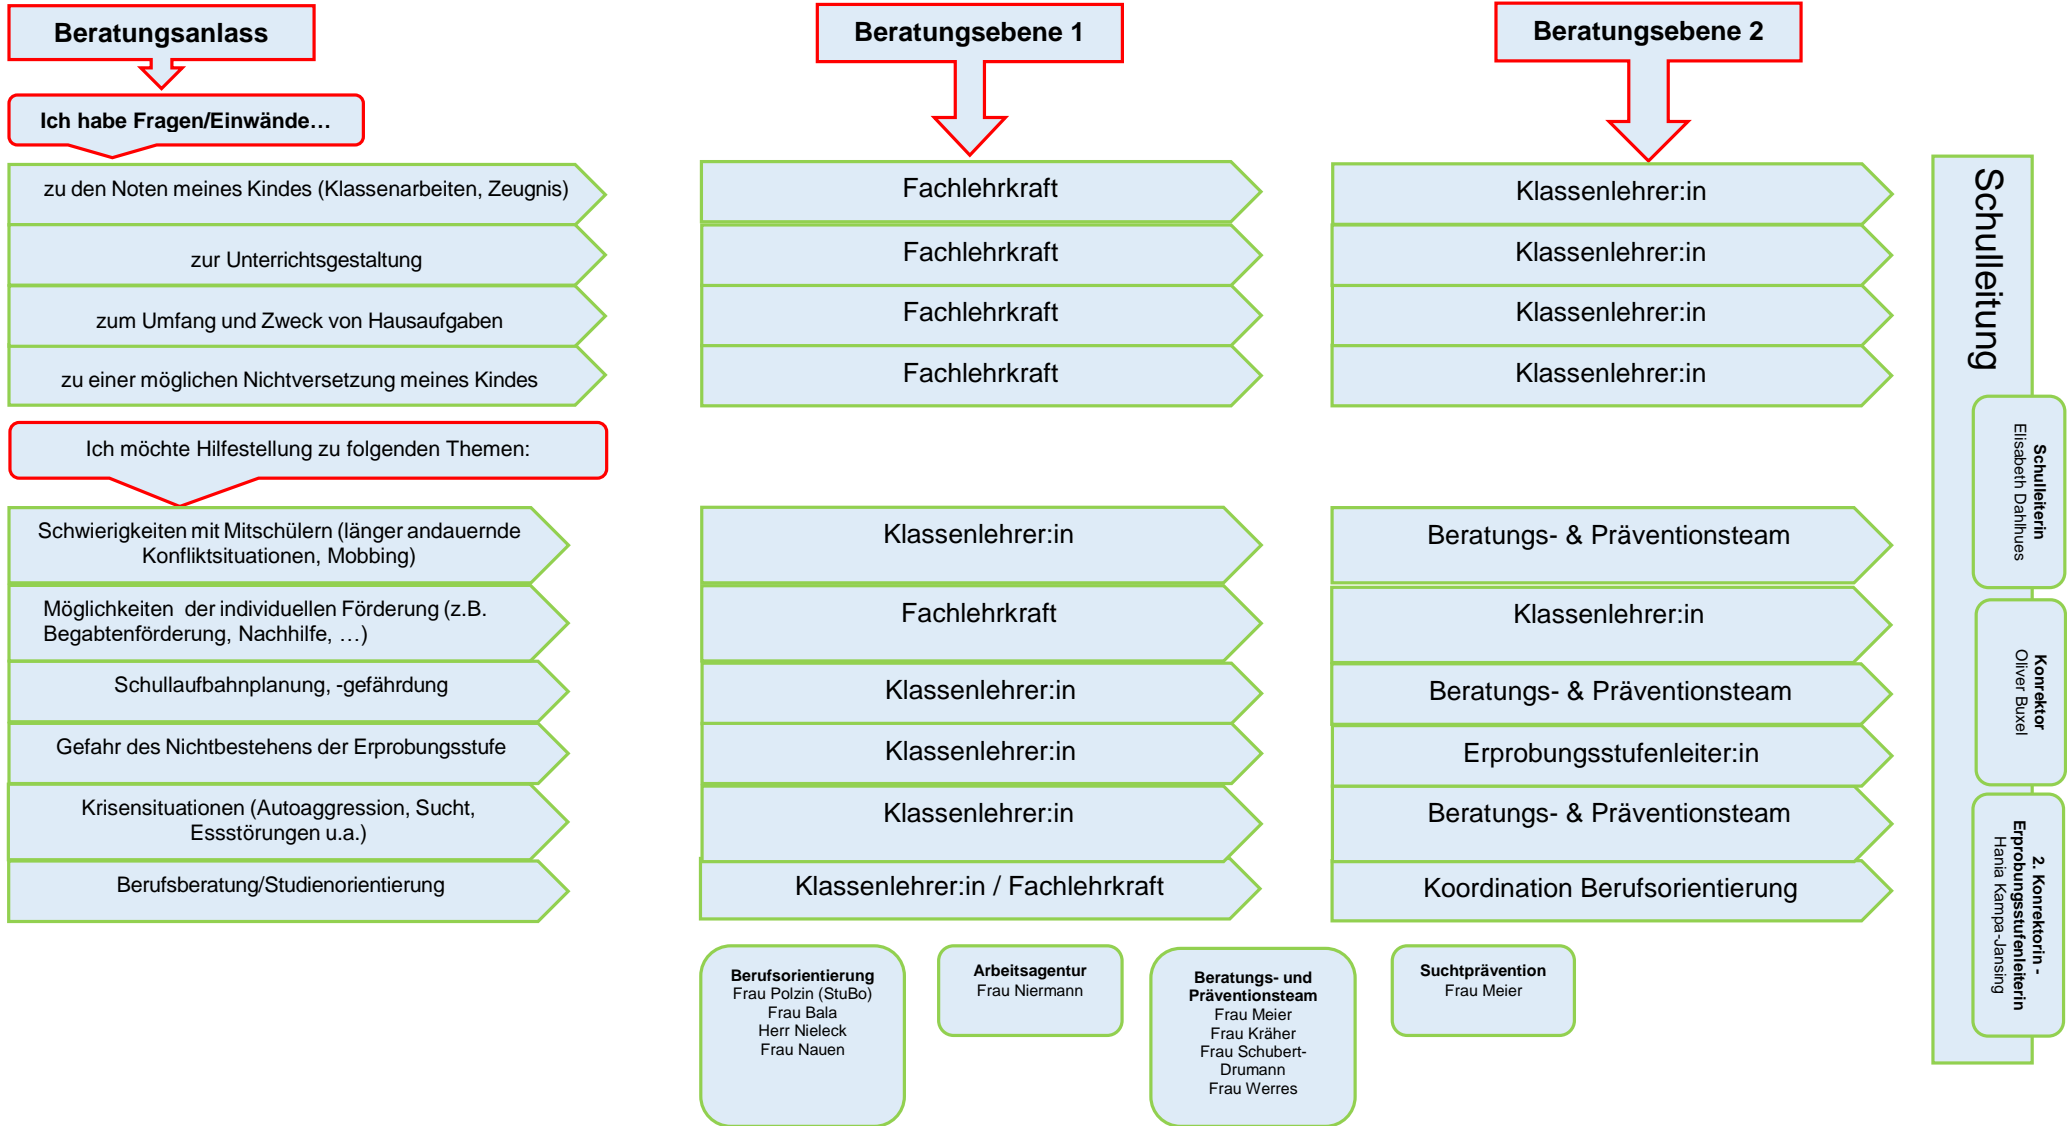 Beratungsanlass
Beratungsebene 1
Beratungsebene 2
Ich habe Fragen/Einwände…
zu den Noten meines Kindes (Klassenarbeiten, Zeugnis)
Fachlehrkraft
Klassenlehrer:in
zur Unterrichtsgestaltung
Fachlehrkraft
Klassenlehrer:in
zum Umfang und Zweck von Hausaufgaben
Fachlehrkraft
Klassenlehrer:in
zu einer möglichen Nichtversetzung meines Kindes
Fachlehrkraft
Klassenlehrer:in
Ich möchte Hilfestellung zu folgenden Themen:
Schwierigkeiten mit Mitschülern (länger andauernde
Konfliktsituationen, Mobbing)
Klassenlehrer:in
Beratungs- & Präventionsteam
Möglichkeiten der individuellen Förderung (z.B.
Begabtenförderung, Nachhilfe, …)
Fachlehrkraft
Klassenlehrer:in
Schullaufbahnplanung, -gefährdung
Klassenlehrer:in
Beratungs- & Präventionsteam
Gefahr des Nichtbestehens der Erprobungsstufe
Klassenlehrer:in
Erprobungsstufenleiter:in
Krisensituationen (Autoaggression, Sucht,
Essstörungen u.a.)
Klassenlehrer:in
Beratungs- & Präventionsteam
Berufsberatung/Studienorientierung
Klassenlehrer:in / Fachlehrkraft
Koordination Berufsorientierung
Schulleitung
Schulleiterin
Elisabeth Dahlhues
Konrektor
Oliver Buxel
2. Konrektorin -
Erprobungsstufenleiterin
Hania Kampa-Jansing
Berufsorientierung
Frau Polzin (StuBo)
Frau Bala
Herr Nieleck
Frau Nauen
Arbeitsagentur
Frau Niermann
Beratungs- und
Präventionsteam
Frau Meier
Frau Kräher
Frau Schubert-
Drumann
Frau Werres
Suchtprävention
Frau Meier